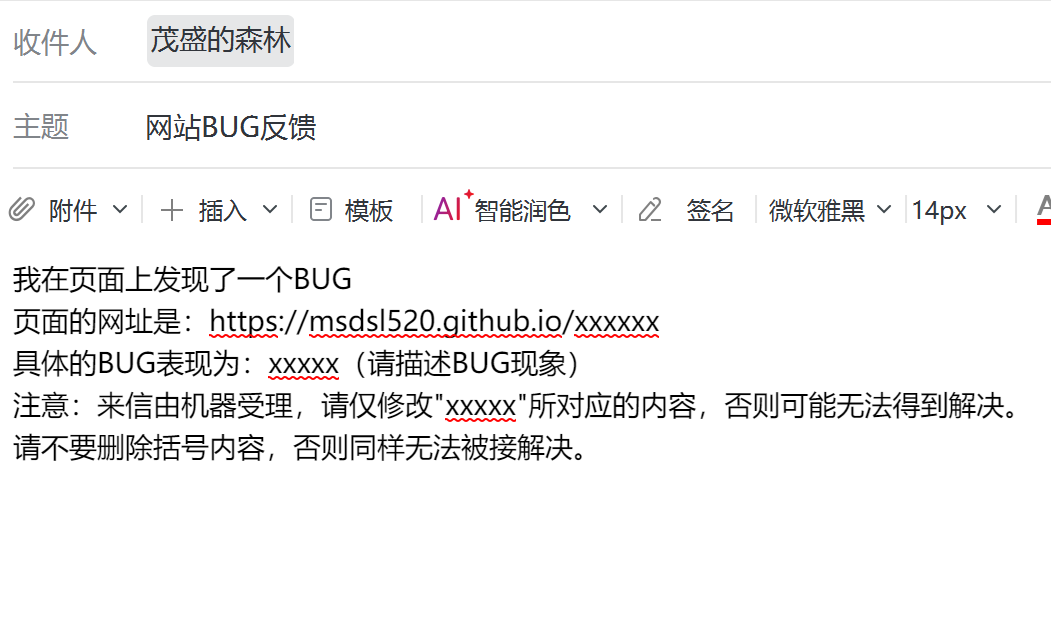 收件人 茂盛的森林
主题 网站BUG反馈
附件 插入 模板 AI 智能润色 签名 微软雅黑 14px A
我在页面上发现了一个BUG
页面的网址是：https://msdsl520.github.io/xxxxxx
具体的BUG表现为：xxxxx（请描述BUG现象）
注意：来信由机器受理，请仅修改"xxxxx"所对应的内容，否则可能无法得到解决。
请不要删除括号内容，否则同样无法被接解决。